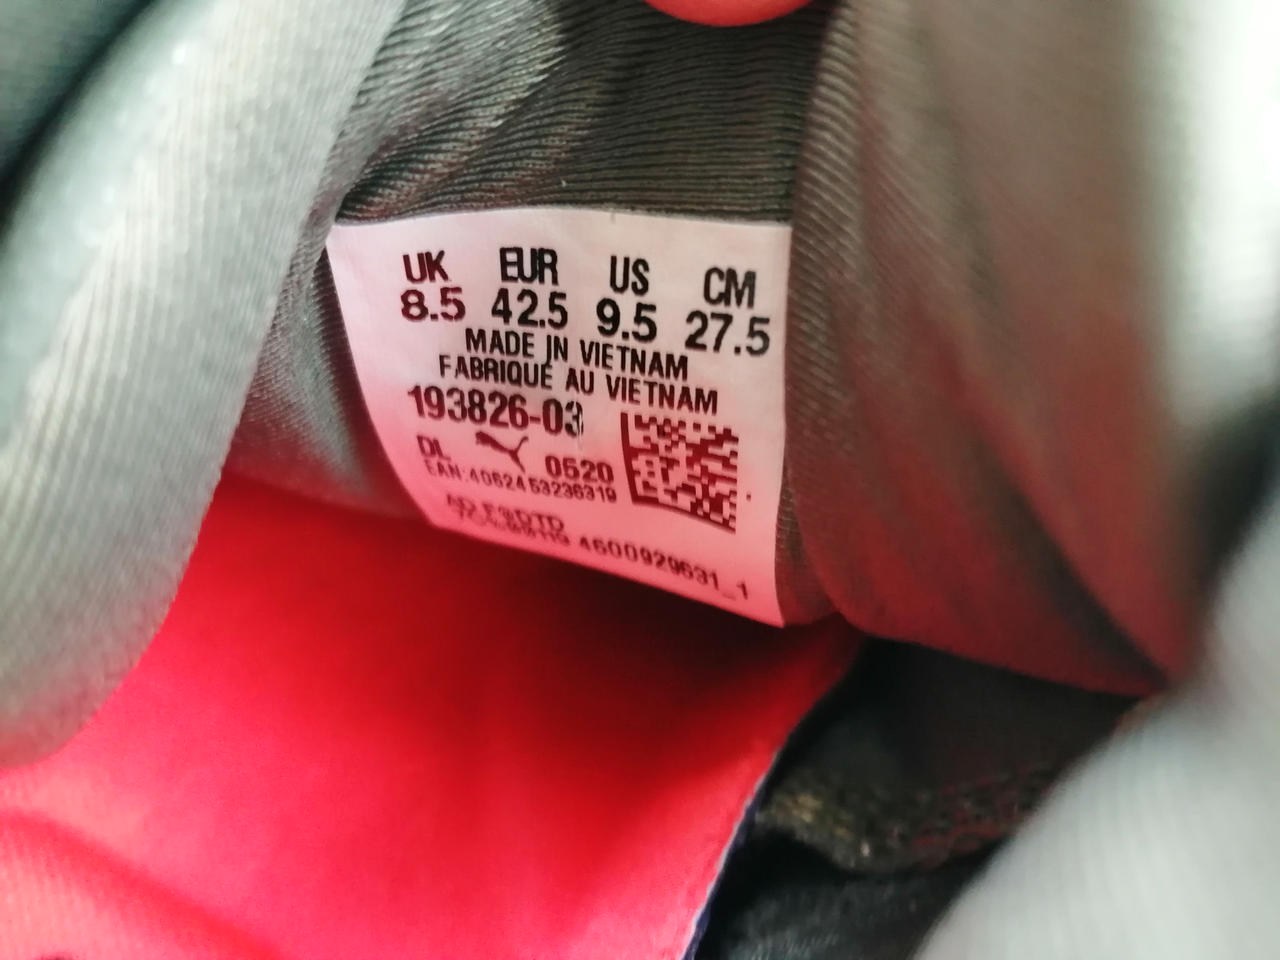 UK EUR US CM
8.5 42.5 9.5 27.5
MADE IN VIETNAM
FABRIQUÉ AU VIETNAM
193826-03
DL 0520
EAN:4062453236319
4600929631_1